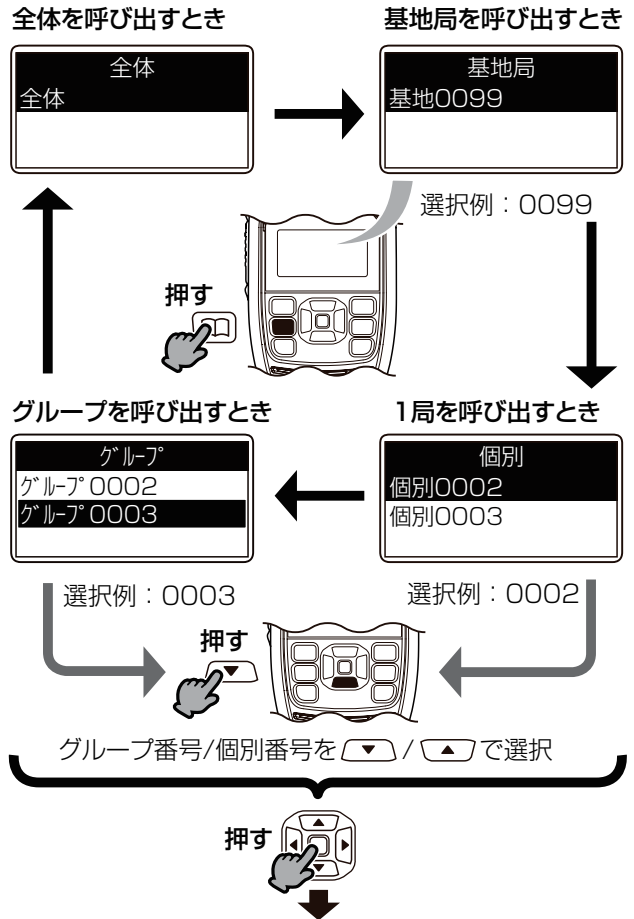 全体を呼び出すとき
基地局を呼び出すとき
全体
全体
基地局
基地0099
選択例：0099
押す
グループを呼び出すとき
1局を呼び出すとき
ｸﾞﾙｰﾌﾟ
ｸﾞﾙｰﾌﾟ0002
ｸﾞﾙｰﾌﾟ0003
個別
個別0002
個別0003
選択例：0003
選択例：0002
押す
グループ番号/個別番号を▼/▲で選択
押す